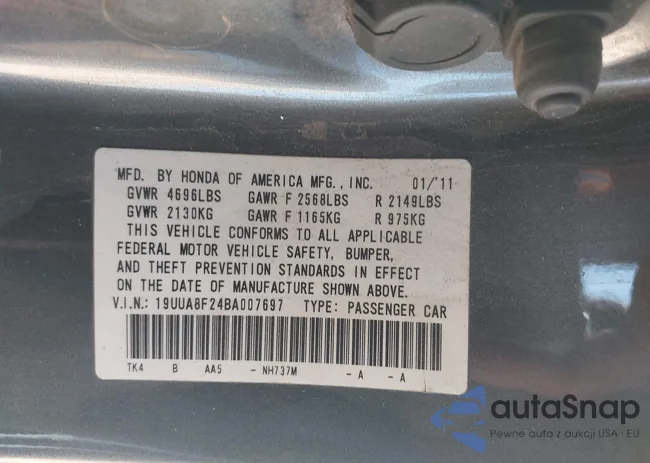 MFD. BY HONDA OF AMERICA MFG., INC. 01/'11
GVWR 4696LBS GAWR F 2568LBS R 2149LBS
GVWR 2130KG GAWR F 1165KG R 975KG
THIS VEHICLE CONFORMS TO ALL APPLICABLE
FEDERAL MOTOR VEHICLE SAFETY, BUMPER,
AND THEFT PREVENTION STANDARDS IN EFFECT
ON THE DATE OF MANUFACTURE SHOWN ABOVE.
V.I.N.: 19UUA8F24BA007697 TYPE: PASSENGER CAR
TK4 B AA5 - NH737M - A - A
autaSnap
Pewne auta z aukcji USA i EU